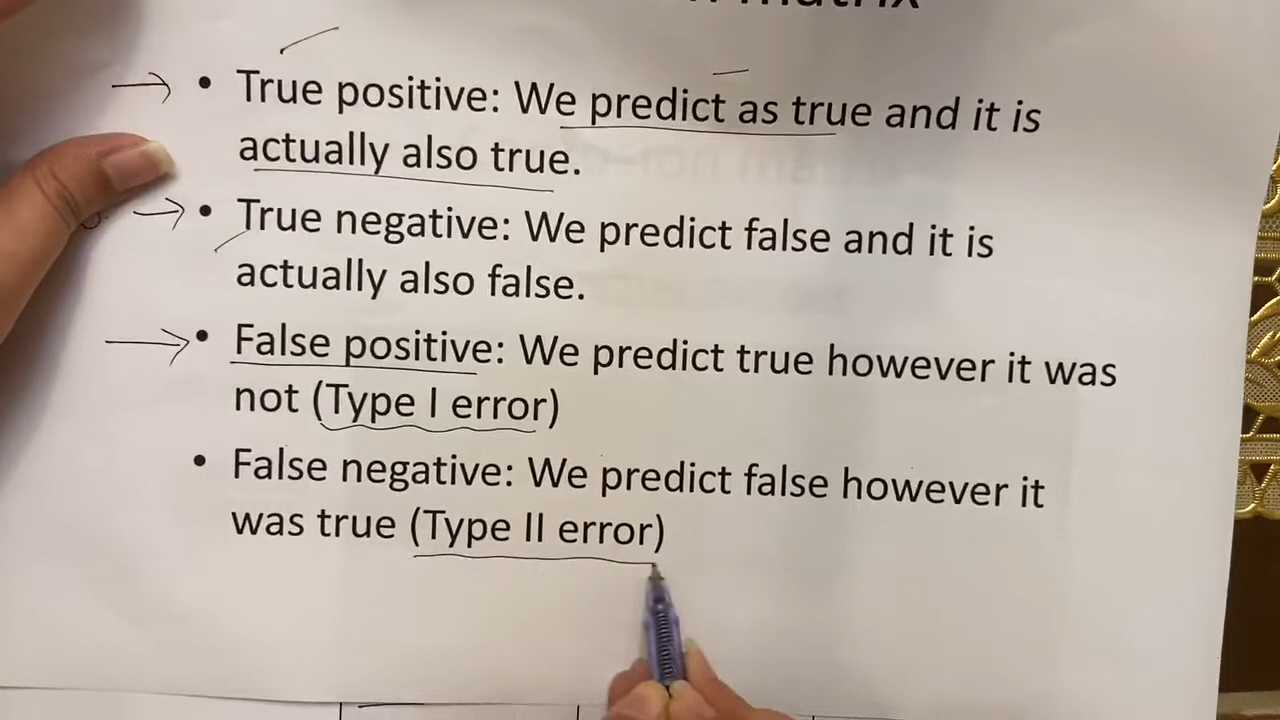 matrix
• True positive: We predict as true and it is
actually also true.
• True negative: We predict false and it is
actually also false.
• False positive: We predict true however it was
not (Type I error)
• False negative: We predict false however it
was true (Type II error)